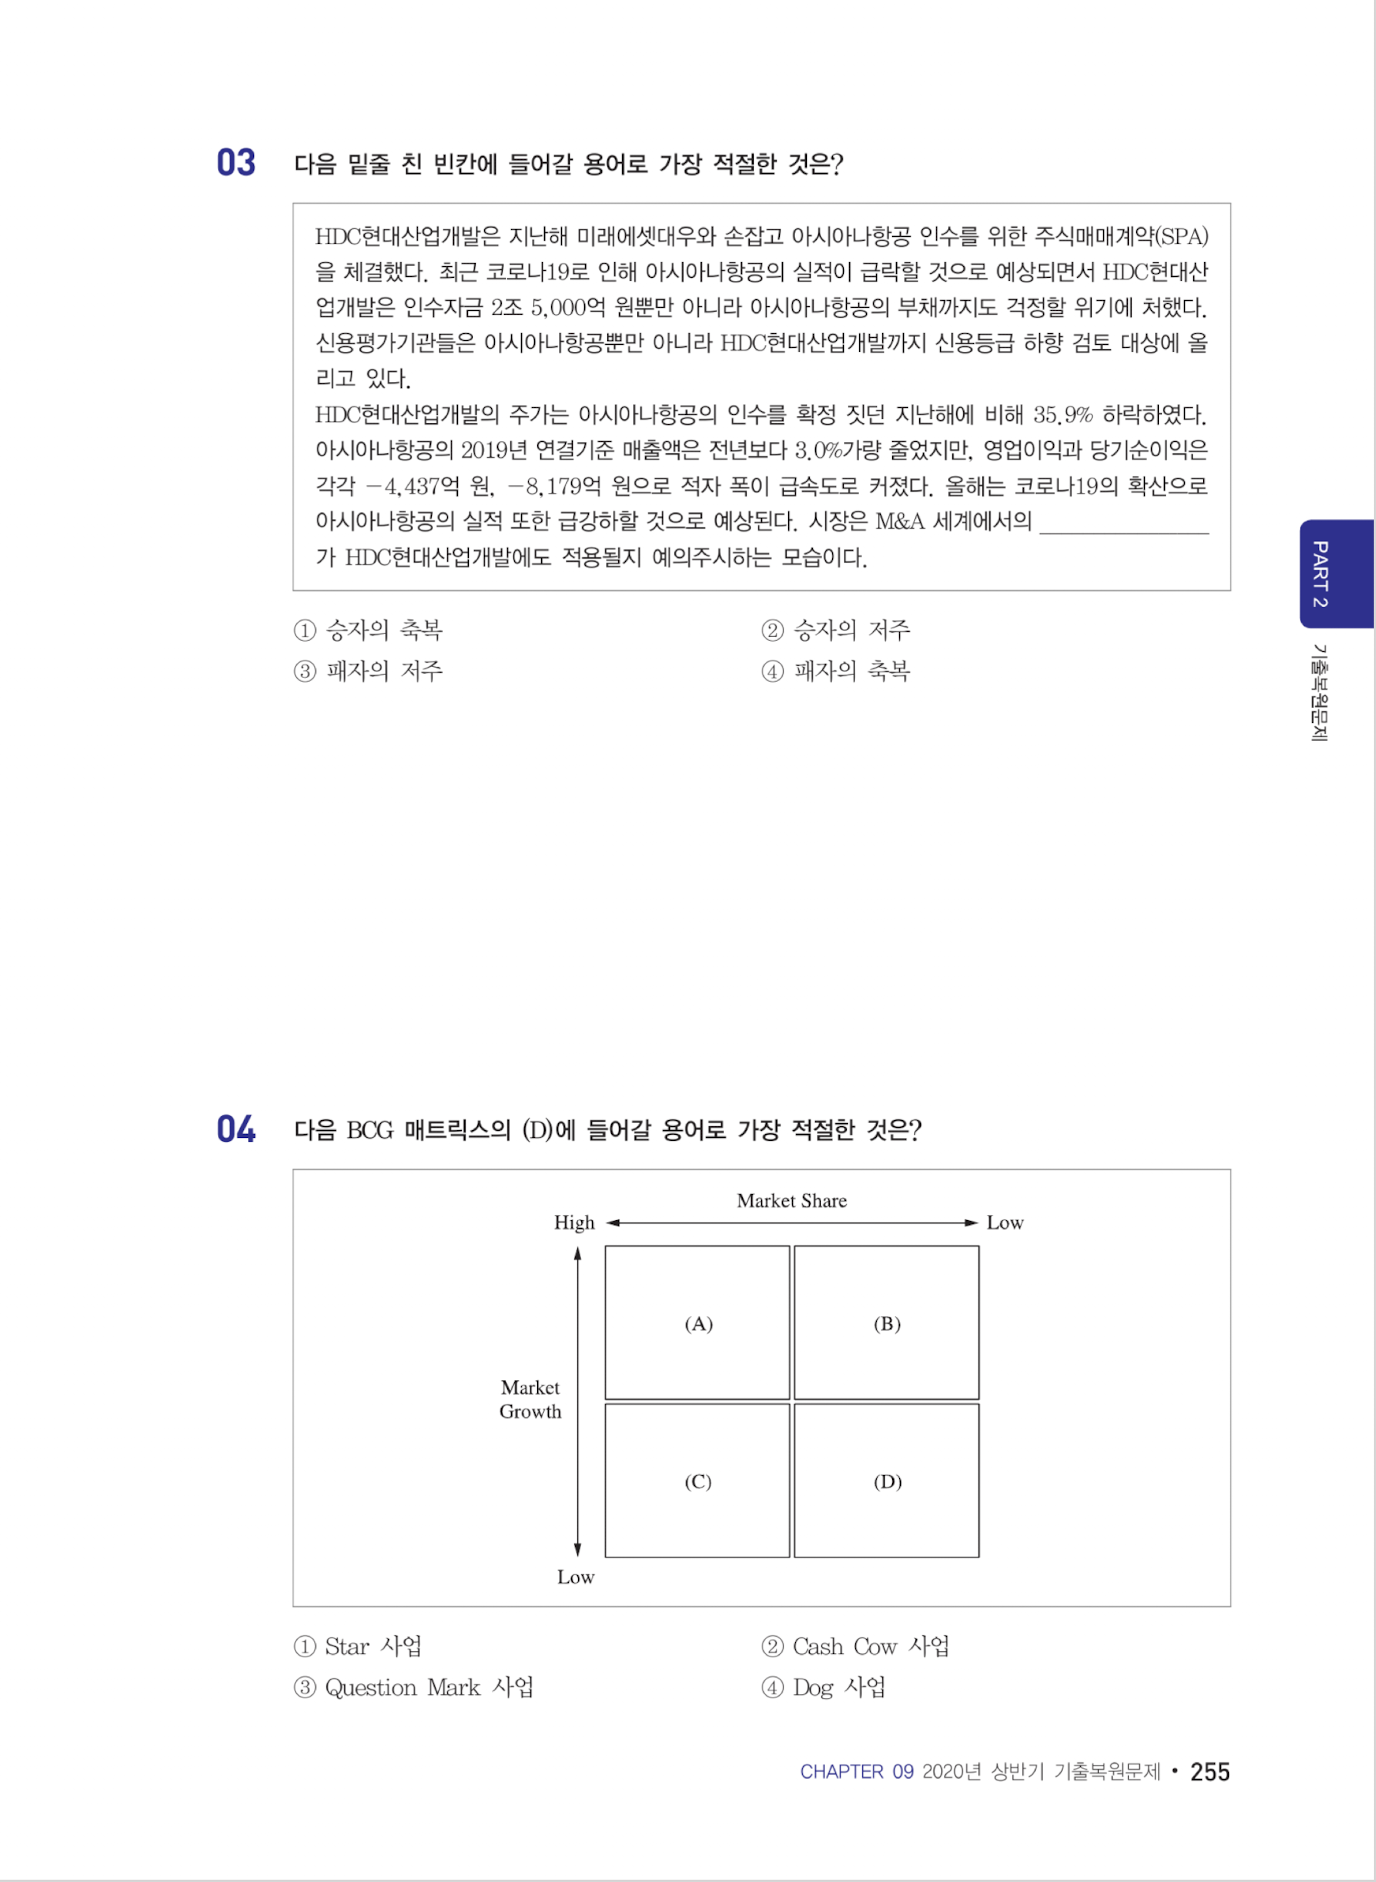 03 다음 밑줄 친 빈칸에 들어갈 용어로 가장 적절한 것은?
HDC현대산업개발은 지난해 미래에셋대우와 손잡고 아시아나항공 인수를 위한 주식매매계약(SPA)
을 체결했다. 최근 코로나19로 인해 아시아나항공의 실적이 급락할 것으로 예상되면서 HDC현대산
업개발은 인수자금 2조 5,000억 원뿐만 아니라 아시아나항공의 부채까지도 걱정할 위기에 처했다.
신용평가기관들은 아시아나항공뿐만 아니라 HDC현대산업개발까지 신용등급 하향 검토 대상에 올
리고 있다.
HDC현대산업개발의 주가는 아시아나항공의 인수를 확정 짓던 지난해에 비해 35.9% 하락하였다.
아시아나항공의 2019년 연결기준 매출액은 전년보다 3.0%가량 줄었지만, 영업이익과 당기순이익은
각각 -4,437억 원, -8,179억 원으로 적자 폭이 급속도로 커졌다. 올해는 코로나19의 확산으로
아시아나항공의 실적 또한 급강하할 것으로 예상된다. 시장은 M&A 세계에서의 ______________
가 HDC현대산업개발에도 적용될지 예의주시하는 모습이다.
① 승자의 축복 ② 승자의 저주
③ 패자의 저주 ④ 패자의 축복
PART 2 기출복원문제
04 다음 BCG 매트릭스의 (D)에 들어갈 용어로 가장 적절한 것은?
Market Share
High Low
(A) (B)
Market
Growth
(C) (D)
Low
① Star 사업 ② Cash Cow 사업
③ Question Mark 사업 ④ Dog 사업
CHAPTER 09 2020년 상반기 기출복원문제 • 255